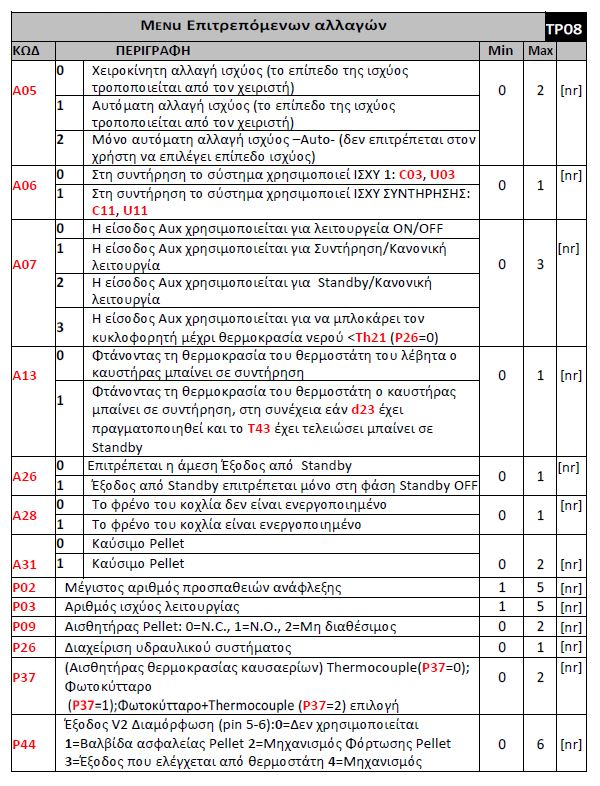 MENu Επιτρεπόμενων αλλαγών TP08
ΚΩΔ ΠΕΡΙΓΡΑΦΗ Min Max
A05 0 Χειροκίνητη αλλαγή ισχύος (το επίπεδο της ισχύος
τροποποιείται από τον χειριστή) 0 2 [nr]
1 Αυτόματη αλλαγή ισχύος (το επίπεδο της ισχύος
τροποποιείται από τον χειριστή)
2 Μόνο αυτόματη αλλαγή ισχύος –Auto- (δεν επιτρέπεται στον
χρήστη να επιλέγει επίπεδο ισχύος)
A06 0 Στη συντήρηση το σύστημα χρησιμοποιεί ΙΣΧΥ 1: C03, U03 0 1 [nr]
1 Στη συντήρηση το σύστημα χρησιμοποιεί ΙΣΧΥ ΣΥΝΤΗΡΗΣΗΣ:
C11, U11
A07 0 Η είσοδος Aux χρησιμοποιείται για λειτουργεία ON/OFF 0 3 [nr]
1 Η είσοδος Aux χρησιμοποιείται για Συντήρηση/Κανονική
λειτουργία
2 Η είσοδος Aux χρησιμοποιείται για Standby/Κανονική
λειτουργία
3 Η είσοδος Aux χρησιμοποιείται για να μπλοκάρει τον
κυκλοφορητή μέχρι θερμοκρασία νερού <Th21 (P26=0)
A13 0 Φτάνοντας τη θερμοκρασία του θερμοστάτη του λέβητα ο
καυστήρας μπαίνει σε συντήρηση 0 1 [nr]
1 Φτάνοντας τη θερμοκρασία του θερμοστάτη ο καυστήρας
μπαίνει σε συντήρηση, στη συνέχεια εάν d23 έχει
πραγματοποιηθεί και το T43 έχει τελειώσει μπαίνει σε
Standby
A26 0 Επιτρέπεται η άμεση Έξοδος από Standby 0 1 [nr]
1 Έξοδος από Standby επιτρέπεται μόνο στη φάση Standby OFF
A28 0 Το φρένο του κοχλία δεν είναι ενεργοποιημένο 0 1 [nr]
1 Το φρένο του κοχλία είναι ενεργοποιημένο
A31 0 Καύσιμο Pellet
1 Καύσιμο Pellet 0 2 [nr]
P02 Μέγιστος αριθμός προσπαθειών ανάφλεξης 1 5 [nr]
P03 Αριθμός ισχύος λειτουργίας 1 5 [nr]
P09 Αισθητήρας Pellet: 0=N.C., 1=N.O., 2=Μη διαθέσιμος 0 2 [nr]
P26 Διαχείριση υδραυλικού συστήματος 0 1 [nr]
P37 (Αισθητήρας θερμοκρασίας καυσαερίων) Thermocouple(P37=0); 0 2 [nr]
Φωτοκύτταρο
(P37=1);Φωτοκύτταρο+Thermocouple (P37=2) επιλογή
P44 Έξοδος V2 Διαμόρφωση (pin 5-6):0=Δεν χρησιμοποιείται 0 6 [nr]
1=Βαλβίδα ασφαλείας Pellet 2=Μηχανισμός Φόρτωσης Pellet
3=Έξοδος που ελέγχεται από θερμοστάτη 4=Μηχανισμός